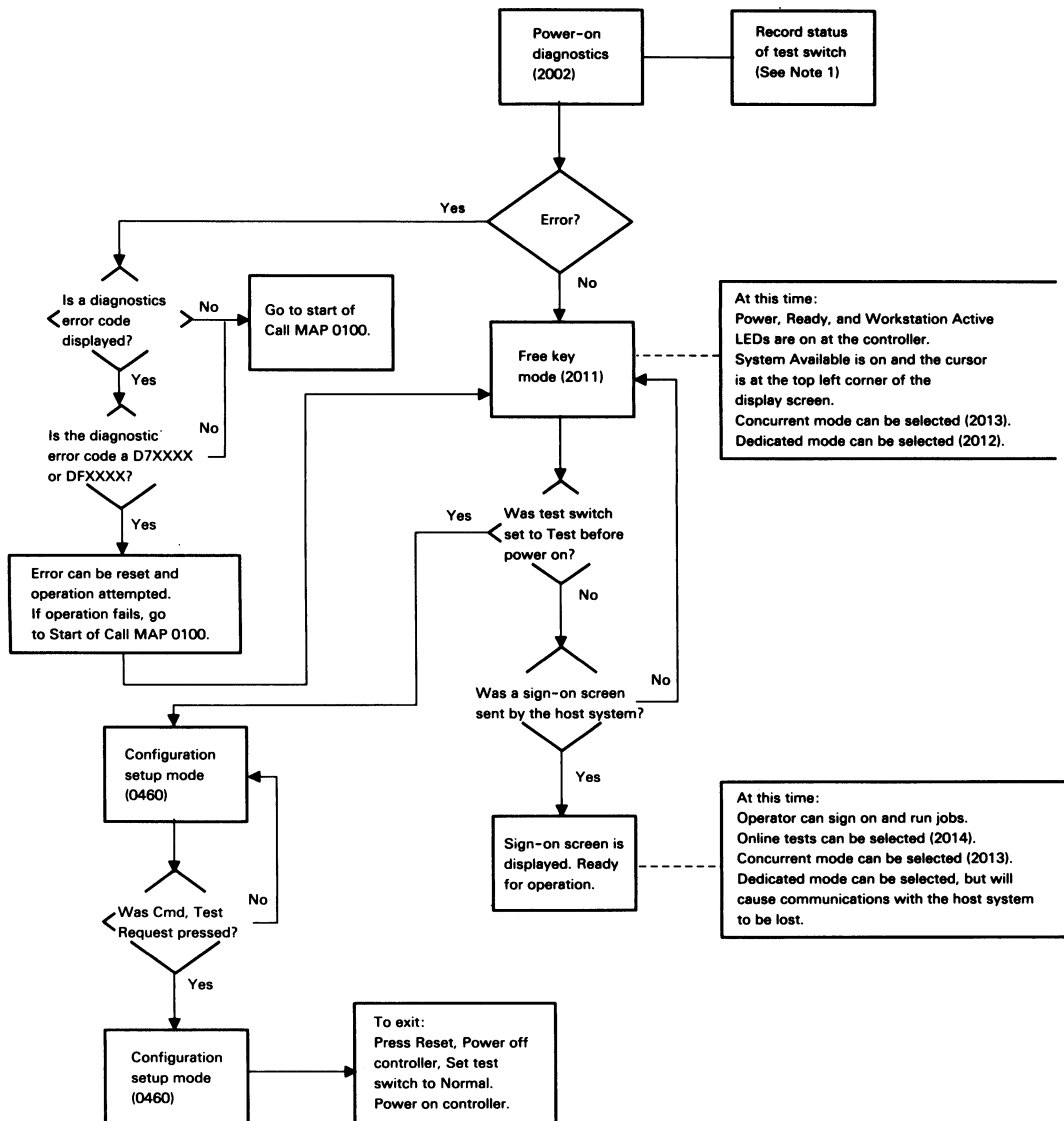 Power-on
diagnostics
(2002)
Record status
of test switch
(See Note 1)
Yes
Error?
No
Is a diagnostics
error code
displayed?
No
Go to start of
Call MAP 0100.
Yes
Is the diagnostic
error code a D7XXXX
or DFXXXX?
No
Yes
Error can be reset and
operation attempted.
If operation fails, go
to Start of Call MAP 0100.
Free key
mode (2011)
At this time:
Power, Ready, and Workstation Active
LEDs are on at the controller.
System Available is on and the cursor
is at the top left corner of the
display screen.
Concurrent mode can be selected (2013).
Dedicated mode can be selected (2012).
Yes
Was test switch
set to Test before
power on?
No
Was a sign-on screen
sent by the host system?
No
Yes
Sign-on screen is
displayed. Ready
for operation.
At this time:
Operator can sign on and run jobs.
Online tests can be selected (2014).
Concurrent mode can be selected (2013).
Dedicated mode can be selected, but will
cause communications with the host system
to be lost.
Configuration
setup mode
(0460)
Was Cmd, Test
Request pressed?
No
Yes
Configuration
setup mode
(0460)
To exit:
Press Reset, Power off
controller, Set test
switch to Normal.
Power on controller.